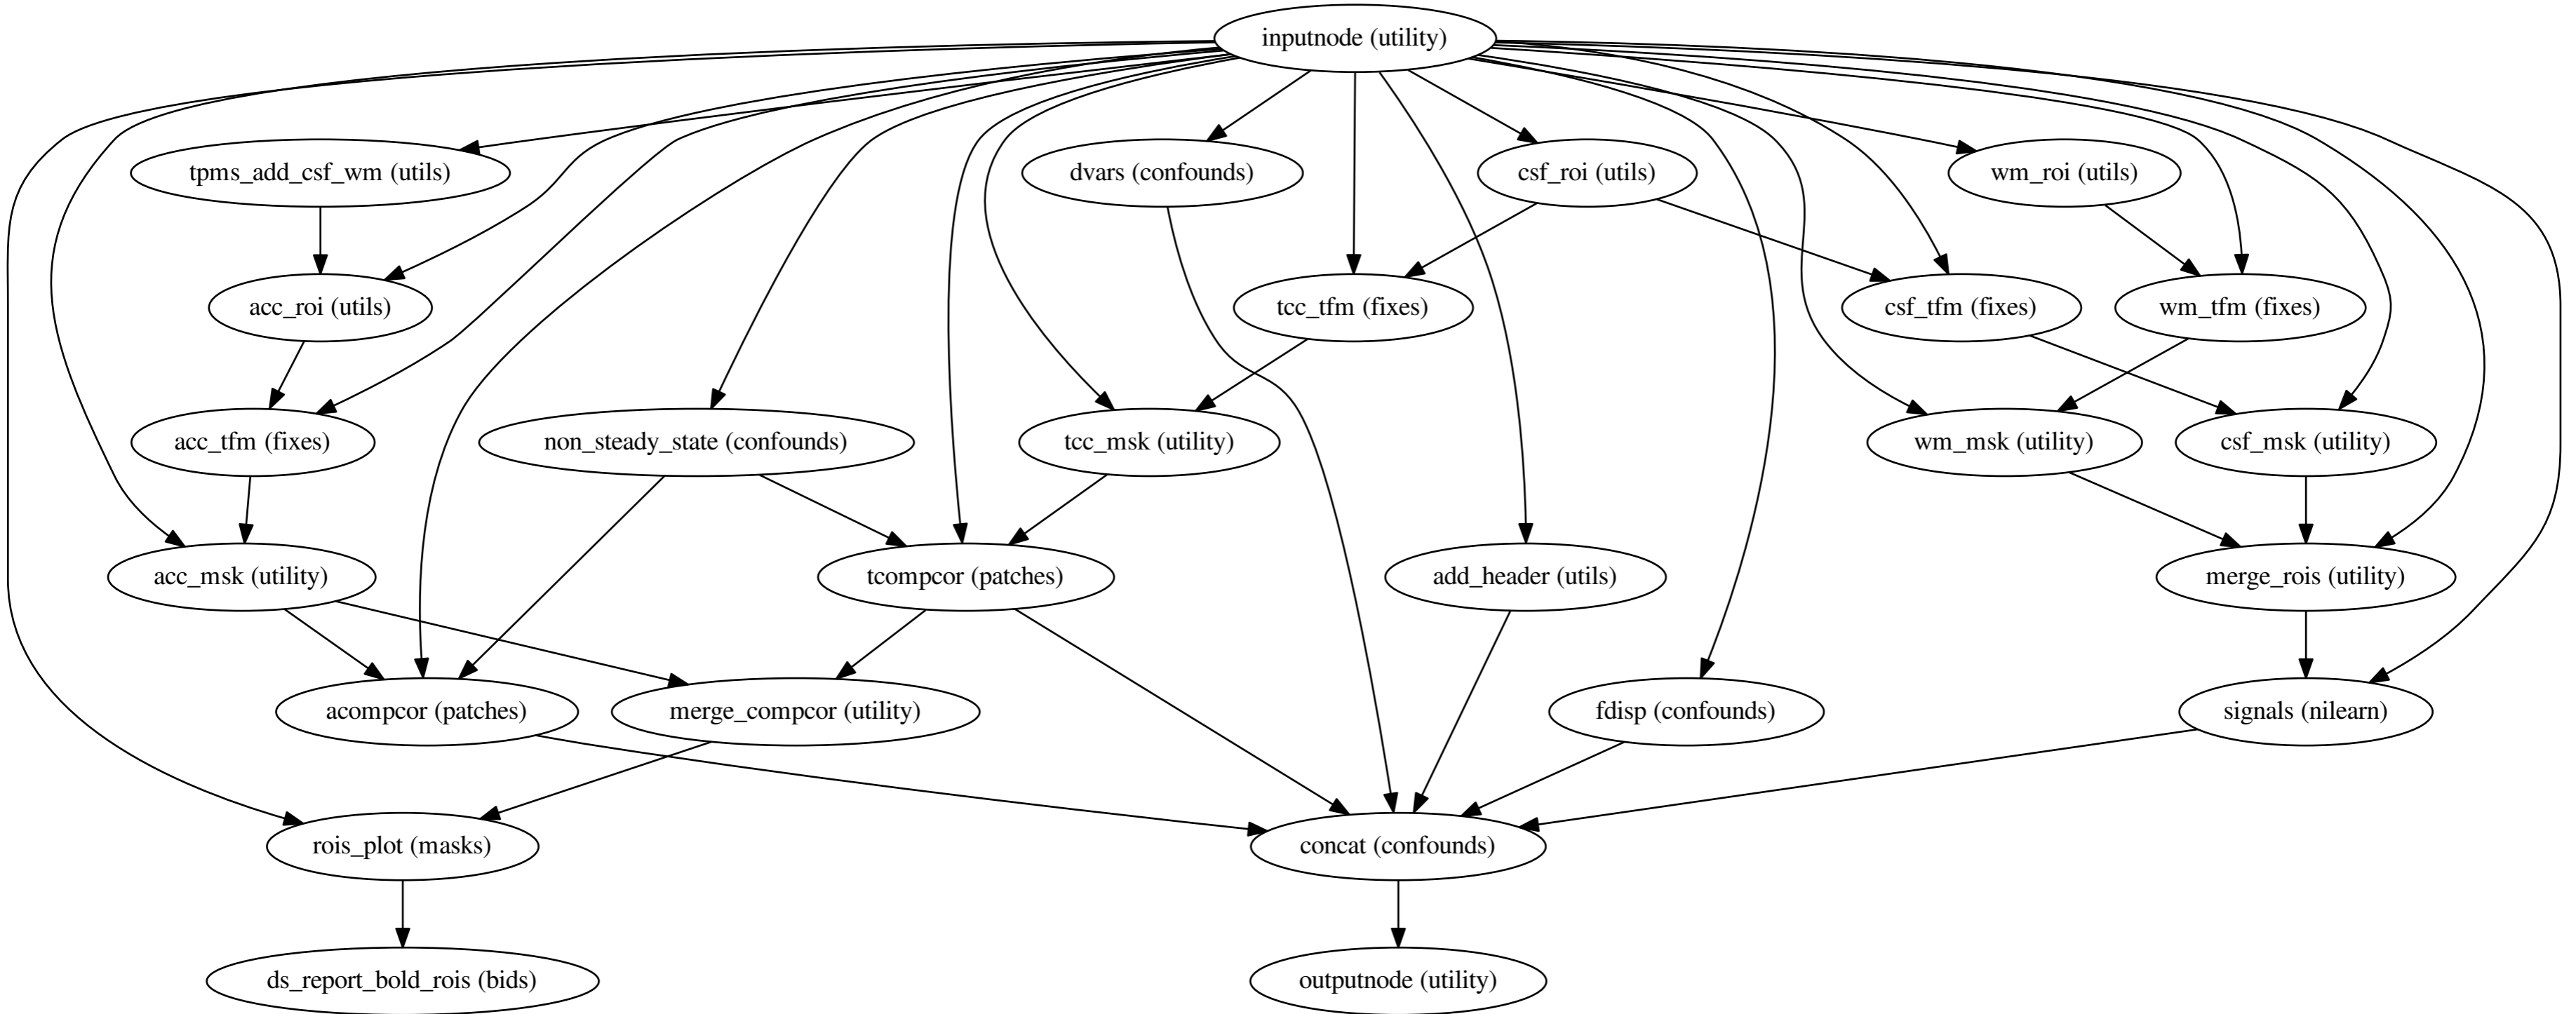 inputnode (utility)
tpms_add_csf_wm (utils)
dvars (confounds)
csf_roi (utils)
wm_roi (utils)
acc_roi (utils)
tcc_tfm (fixes)
csf_tfm (fixes)
wm_tfm (fixes)
acc_tfm (fixes)
non_steady_state (confounds)
tcc_msk (utility)
wm_msk (utility)
csf_msk (utility)
acc_msk (utility)
tcompcor (patches)
add_header (utils)
merge_rois (utility)
acompcor (patches)
merge_compcor (utility)
fdisp (confounds)
signals (nilearn)
rois_plot (masks)
concat (confounds)
ds_report_bold_rois (bids)
outputnode (utility)